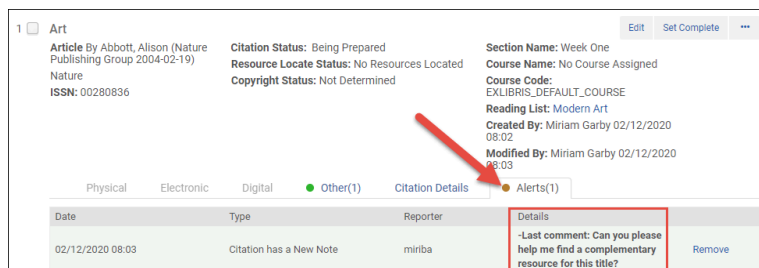 1 Art Edit Set Complete •••
Article By Abbott, Alison (Nature
Publishing Group 2004-02-19)
Nature
ISSN: 00280836
Citation Status: Being Prepared
Resource Locate Status: No Resources Located
Copyright Status: Not Determined
Section Name: Week One
Course Name: No Course Assigned
Course Code:
EXLIBRIS_DEFAULT_COURSE
Reading List: Modern Art
Created By: Miriam Garby 02/12/2020
08:02
Modified By: Miriam Garby 02/12/2020
08:03
Physical Electronic Digital Other(1) Citation Details Alerts(1)
Date Type Reporter Details
02/12/2020 08:03 Citation has a New Note miriba
-Last comment: Can you please
help me find a complementary
resource for this title?
Remove